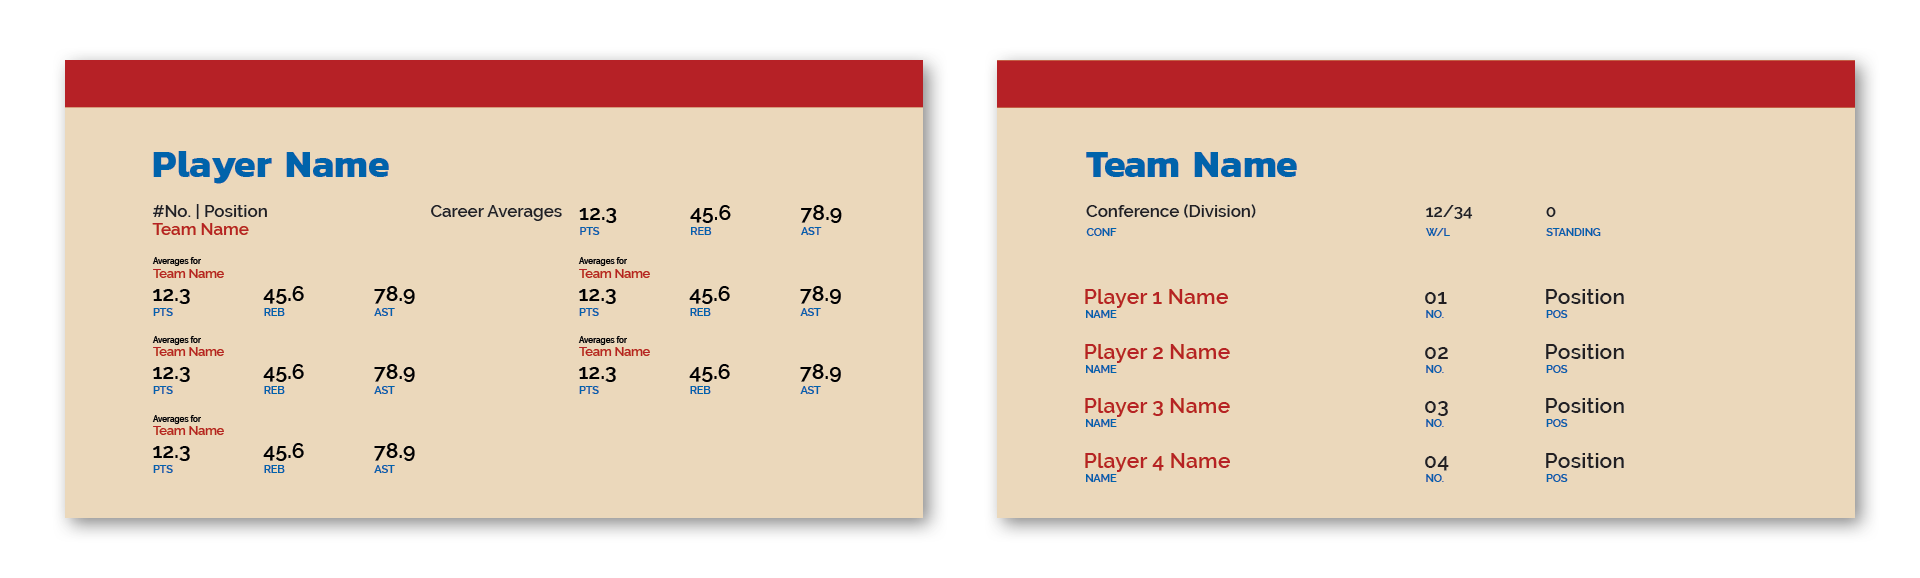 Player Name
#No. | Position
Team Name
Career Averages
12.3 45.6 78.9
PTS REB AST
Averages for
Team Name
12.3 45.6 78.9
PTS REB AST
Averages for
Team Name
12.3 45.6 78.9
PTS REB AST
Averages for
Team Name
12.3 45.6 78.9
PTS REB AST
Averages for
Team Name
12.3 45.6 78.9
PTS REB AST
Averages for
Team Name
12.3 45.6 78.9
PTS REB AST
Team Name
Conference (Division) 12/34 0
CONF W/L STANDING
Player 1 Name 01 Position
NAME NO. POS
Player 2 Name 02 Position
NAME NO. POS
Player 3 Name 03 Position
NAME NO. POS
Player 4 Name 04 Position
NAME NO. POS